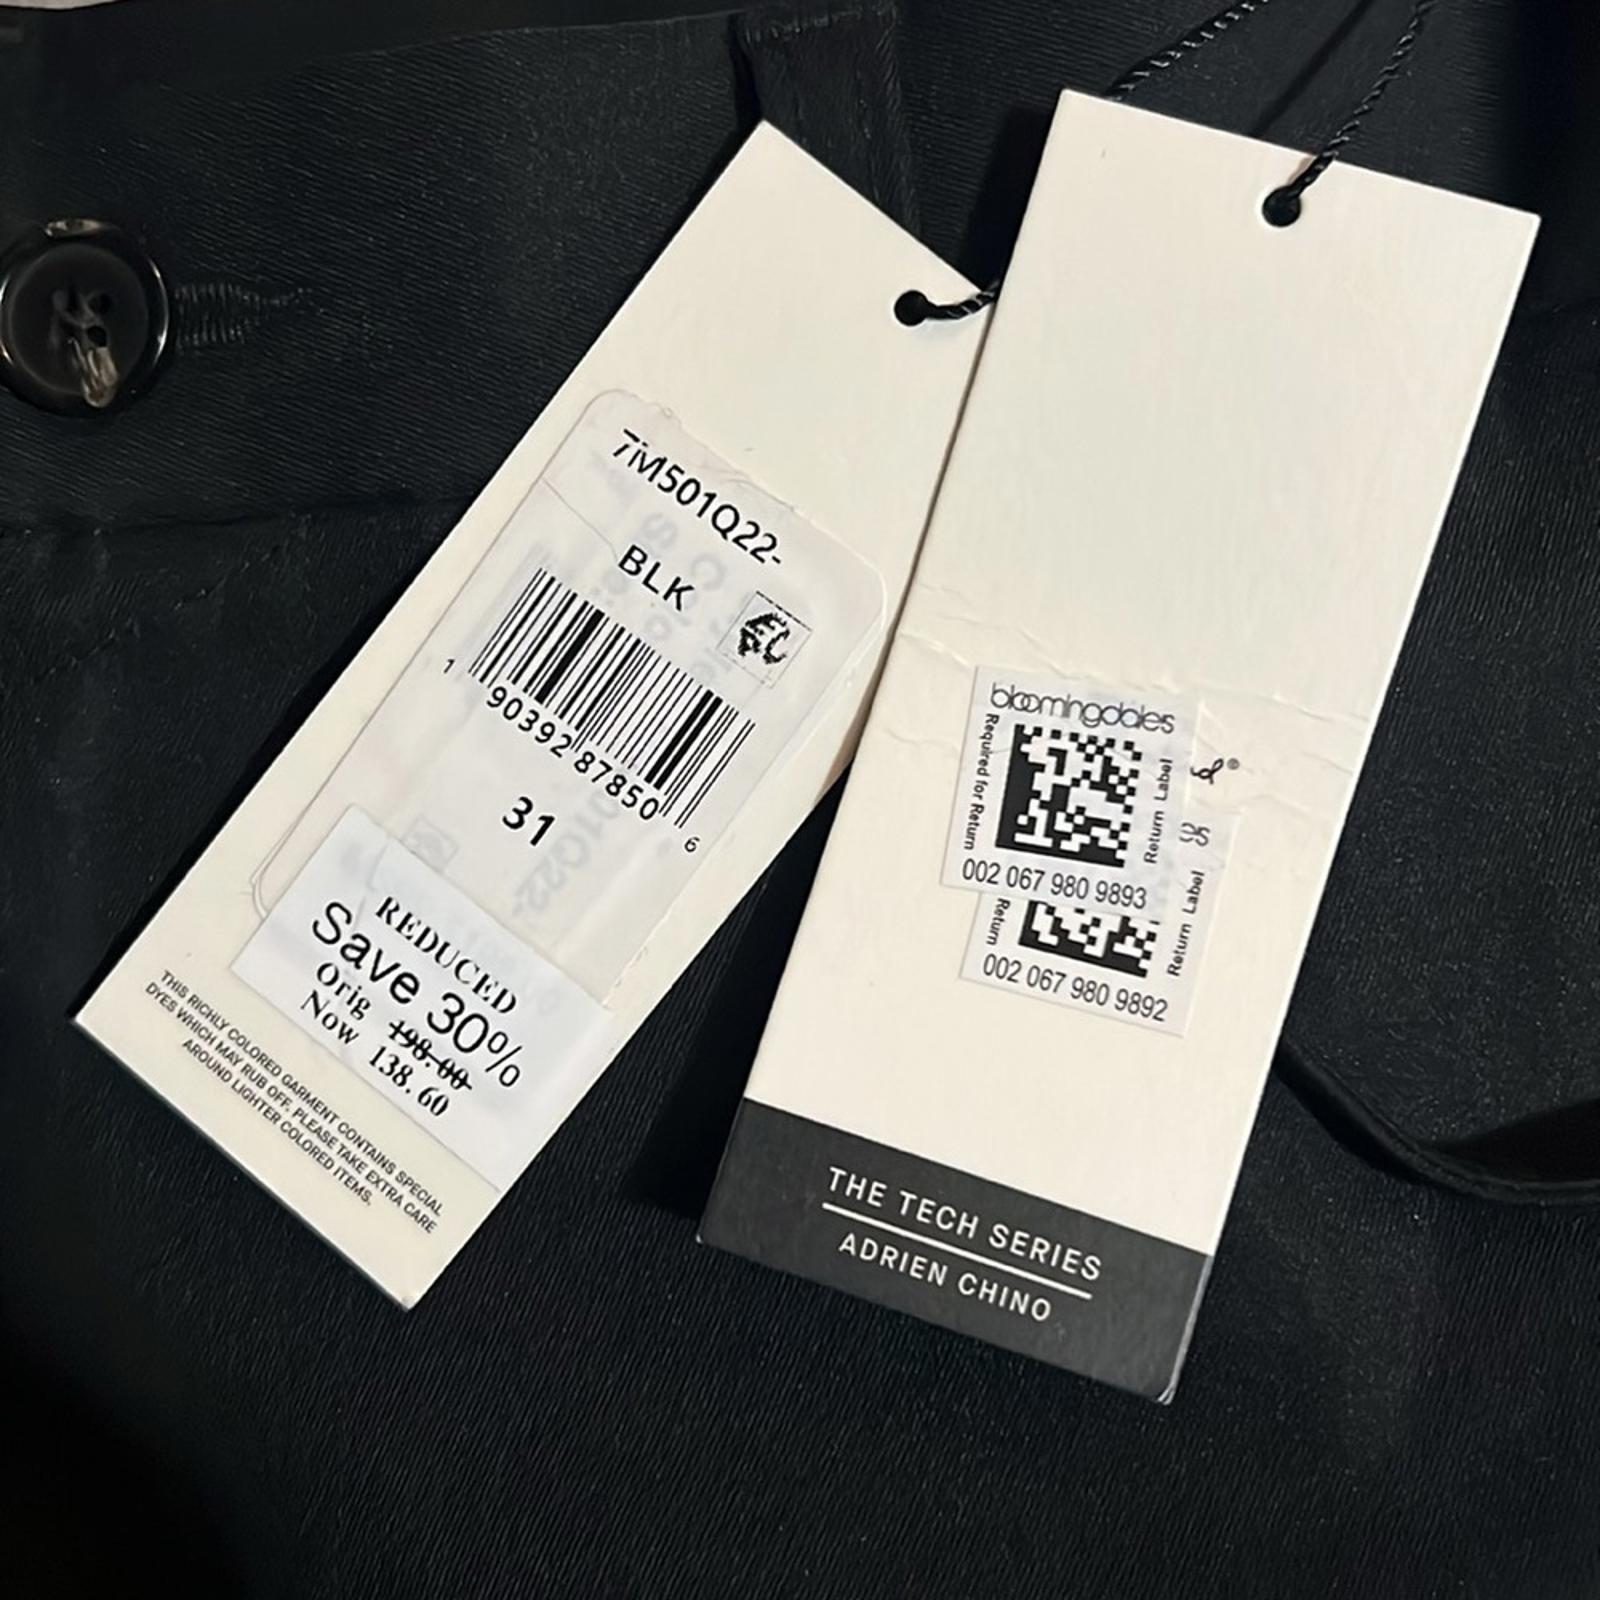 7M501Q22-
BLK
1 90392 87850 6
31
REDUCED
Save 30%
Orig 198.00
Now 138.60
THIS RICHLY COLORED GARMENT CONTAINS SPECIAL
DYES WHICH MAY RUB OFF. PLEASE TAKE EXTRA CARE
AROUND LIGHTER COLORED ITEMS.
bloomingdales
Required for Return
Return Label
002 067 980 9893
Return
Return Label
002 067 980 9892
THE TECH SERIES
ADRIEN CHINO